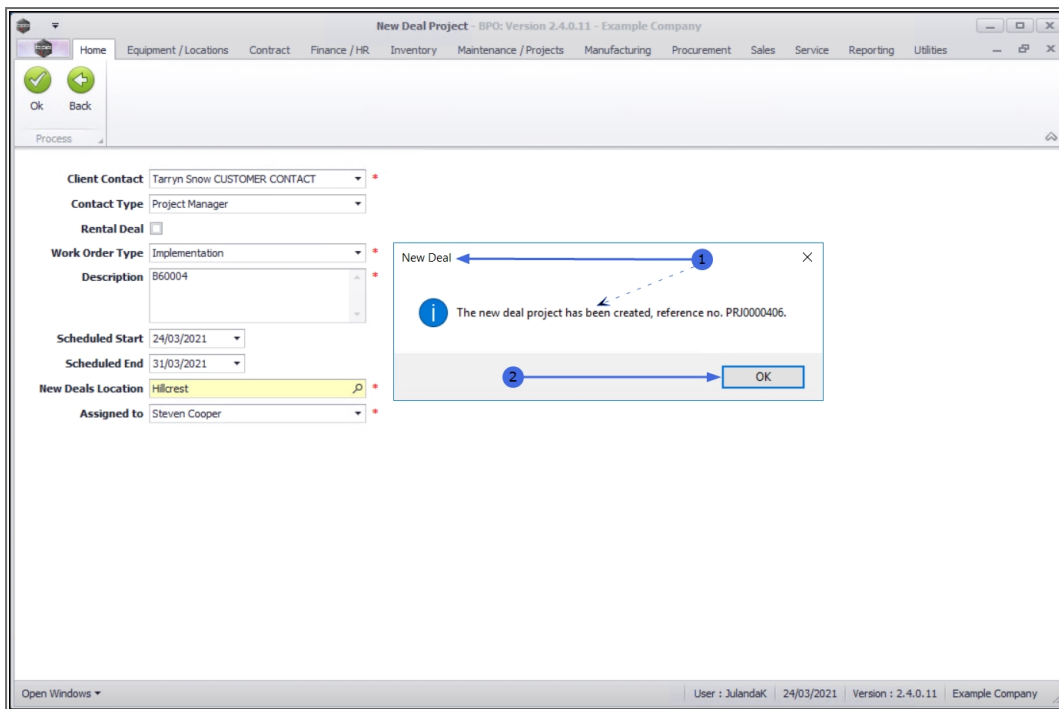 New Deal Project - BPO: Version 2.4.0.11 - Example Company
Home Equipment / Locations Contract Finance / HR Inventory Maintenance / Projects Manufacturing Procurement Sales Service Reporting Utilities
Ok Back
Process
Client Contact Tarryn Snow CUSTOMER CONTACT *
Contact Type Project Manager
Rental Deal
Work Order Type Implementation *
Description B60004 *
Scheduled Start 24/03/2021
Scheduled End 31/03/2021
New Deals Location Hillcrest *
Assigned to Steven Cooper *
New Deal 1
The new deal project has been created, reference no. PRJ0000406.
2 OK
Open Windows User : JulandaK 24/03/2021 Version : 2.4.0.11 Example Company